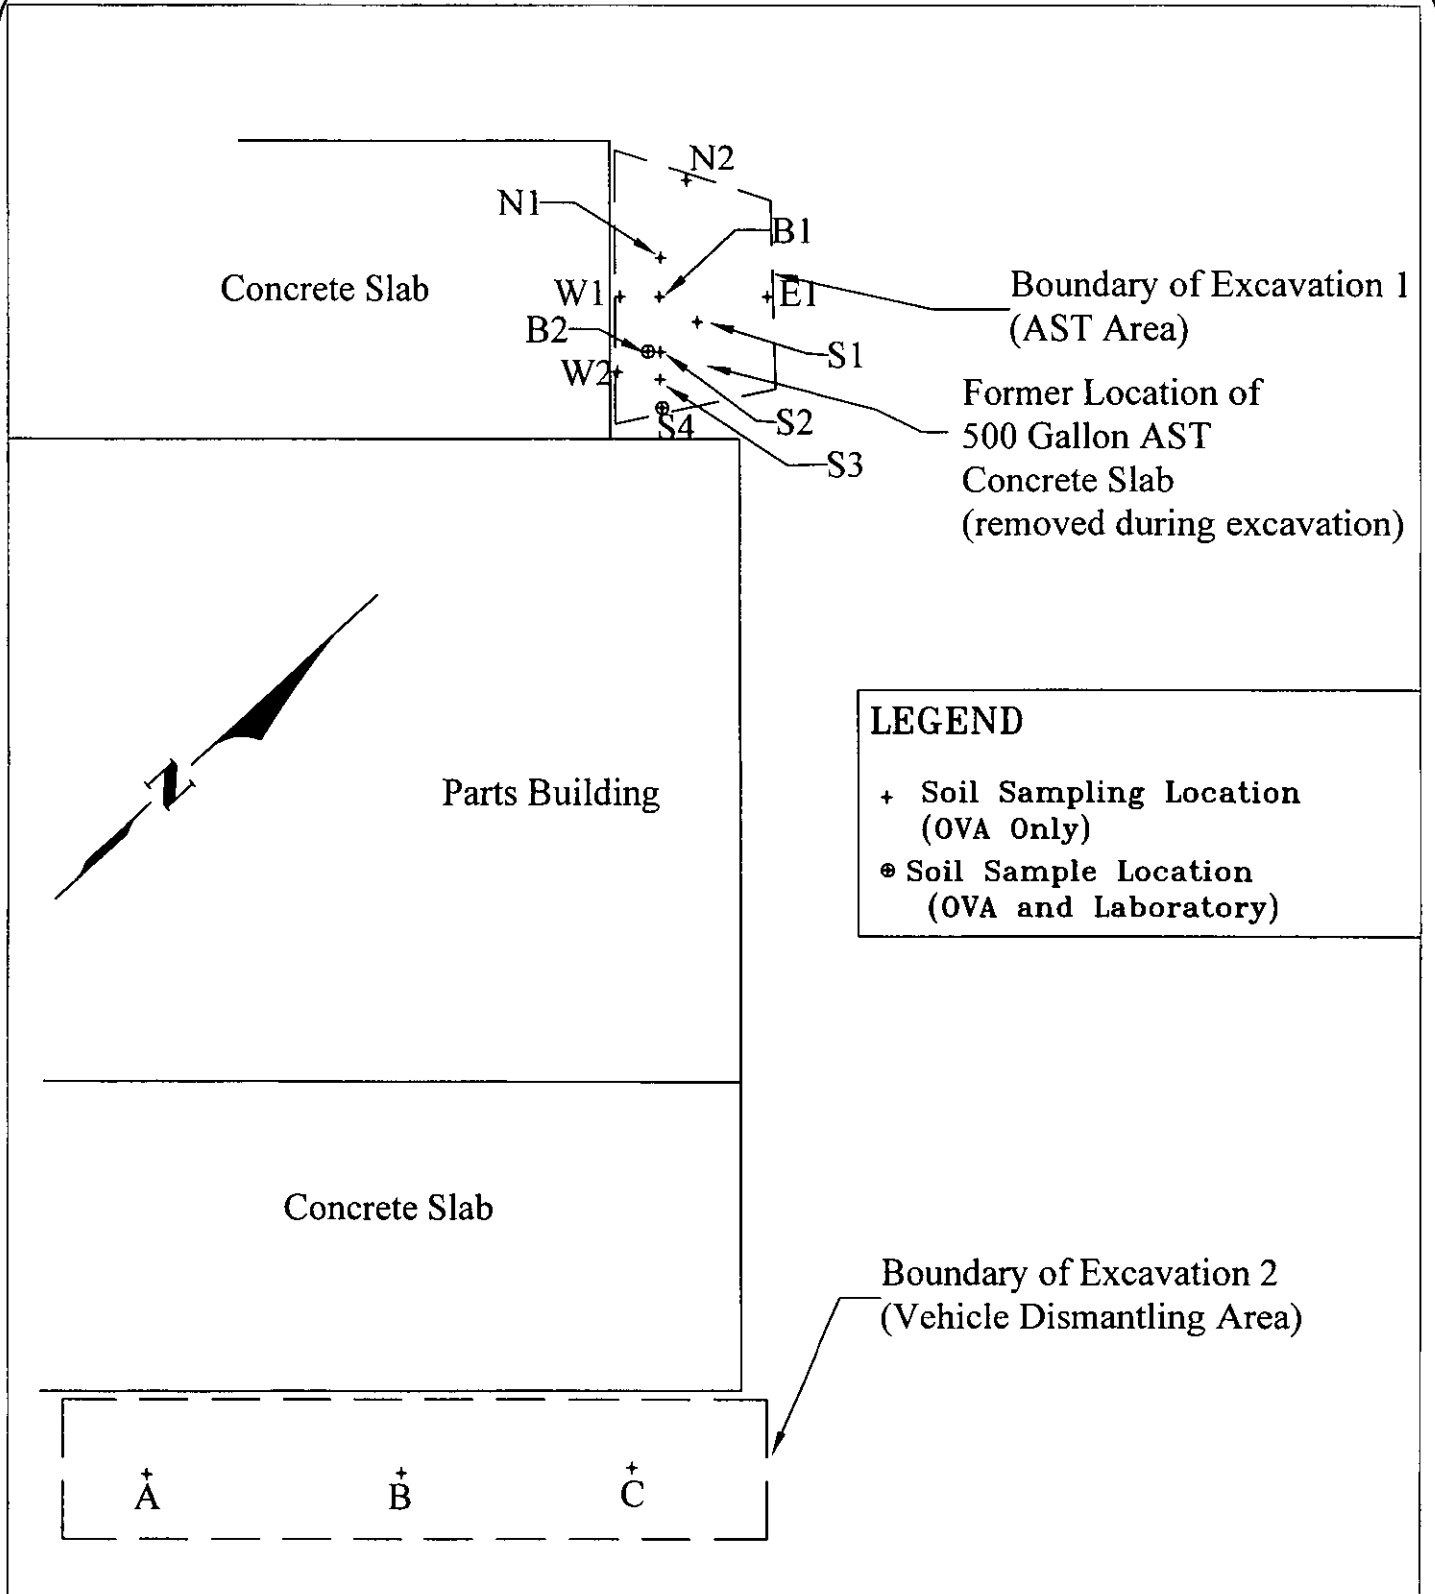 N2
N1
B1
Concrete Slab
W1
E1
Boundary of Excavation 1
(AST Area)
B2
S1
W2
Former Location of
500 Gallon AST
Concrete Slab
(removed during excavation)
S4
S2
S3
N
Parts Building
LEGEND
+ Soil Sampling Location
(OVA Only)
⊕ Soil Sample Location
(OVA and Laboratory)
Concrete Slab
Boundary of Excavation 2
(Vehicle Dismantling Area)
A
B
C